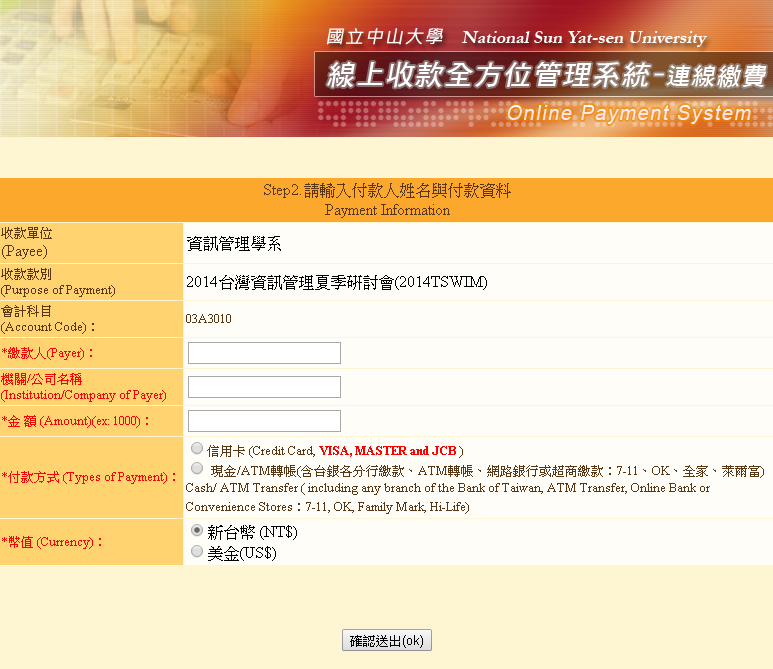 國立中山大學 National Sun Yat-sen University
線上收款全方位管理系統-連線繳費
Online Payment System
Step2.請輸入付款人姓名與付款資料
Payment Information
收款單位
(Payee)
資訊管理學系
收款款別
(Purpose of Payment)
2014台灣資訊管理夏季研討會(2014TSWIM)
會計科目
(Account Code)：
03A3010
*繳款人(Payer)：
機關/公司名稱
(Institution/Company of Payer)
*金 額 (Amount)(ex: 1000)：
*付款方式 (Types of Payment)：
信用卡 (Credit Card, VISA, MASTER and JCB )
現金/ATM轉帳(含台銀各分行繳款、ATM轉帳、網路銀行或超商繳款：7-11、OK、全家、萊爾富)
Cash/ ATM Transfer ( including any branch of the Bank of Taiwan, ATM Transfer, Online Bank or
Convenience Stores：7-11, OK, Family Mark, Hi-Life)
*幣值 (Currency)：
新台幣 (NT$)
美金(US$)
確認送出(ok)